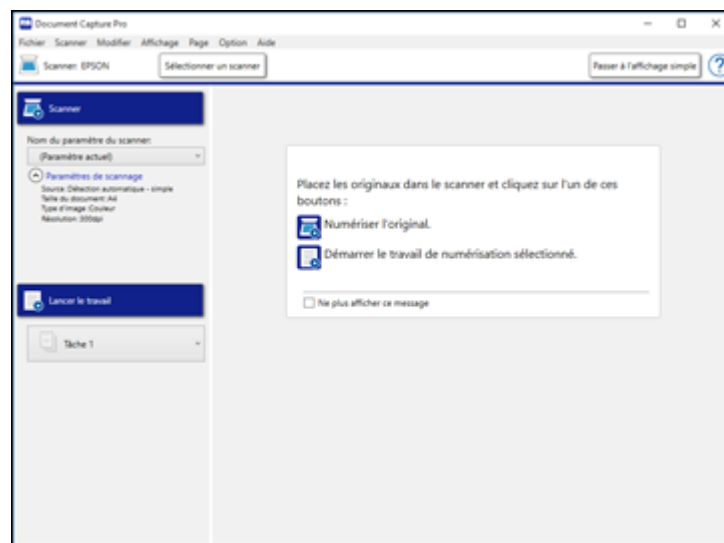 Document Capture Pro
Fichier Scanner Modifier Affichage Page Option Aide
Scanner: EPSON
Sélectionner un scanner
Passer à l'affichage simple
?
Scanner
Nom du paramètre du scanner:
(Paramètre actuel)
Paramètres de scannage
Source: Détection automatique - simple
Taille du document: A4
Type d'image: Couleur
Résolution: 200dpi
Placez les originaux dans le scanner et cliquez sur l'un de ces
boutons :
Numériser l'original.
Démarrer le travail de numérisation sélectionné.
Ne plus afficher ce message
Lancer le travail
Tâche 1